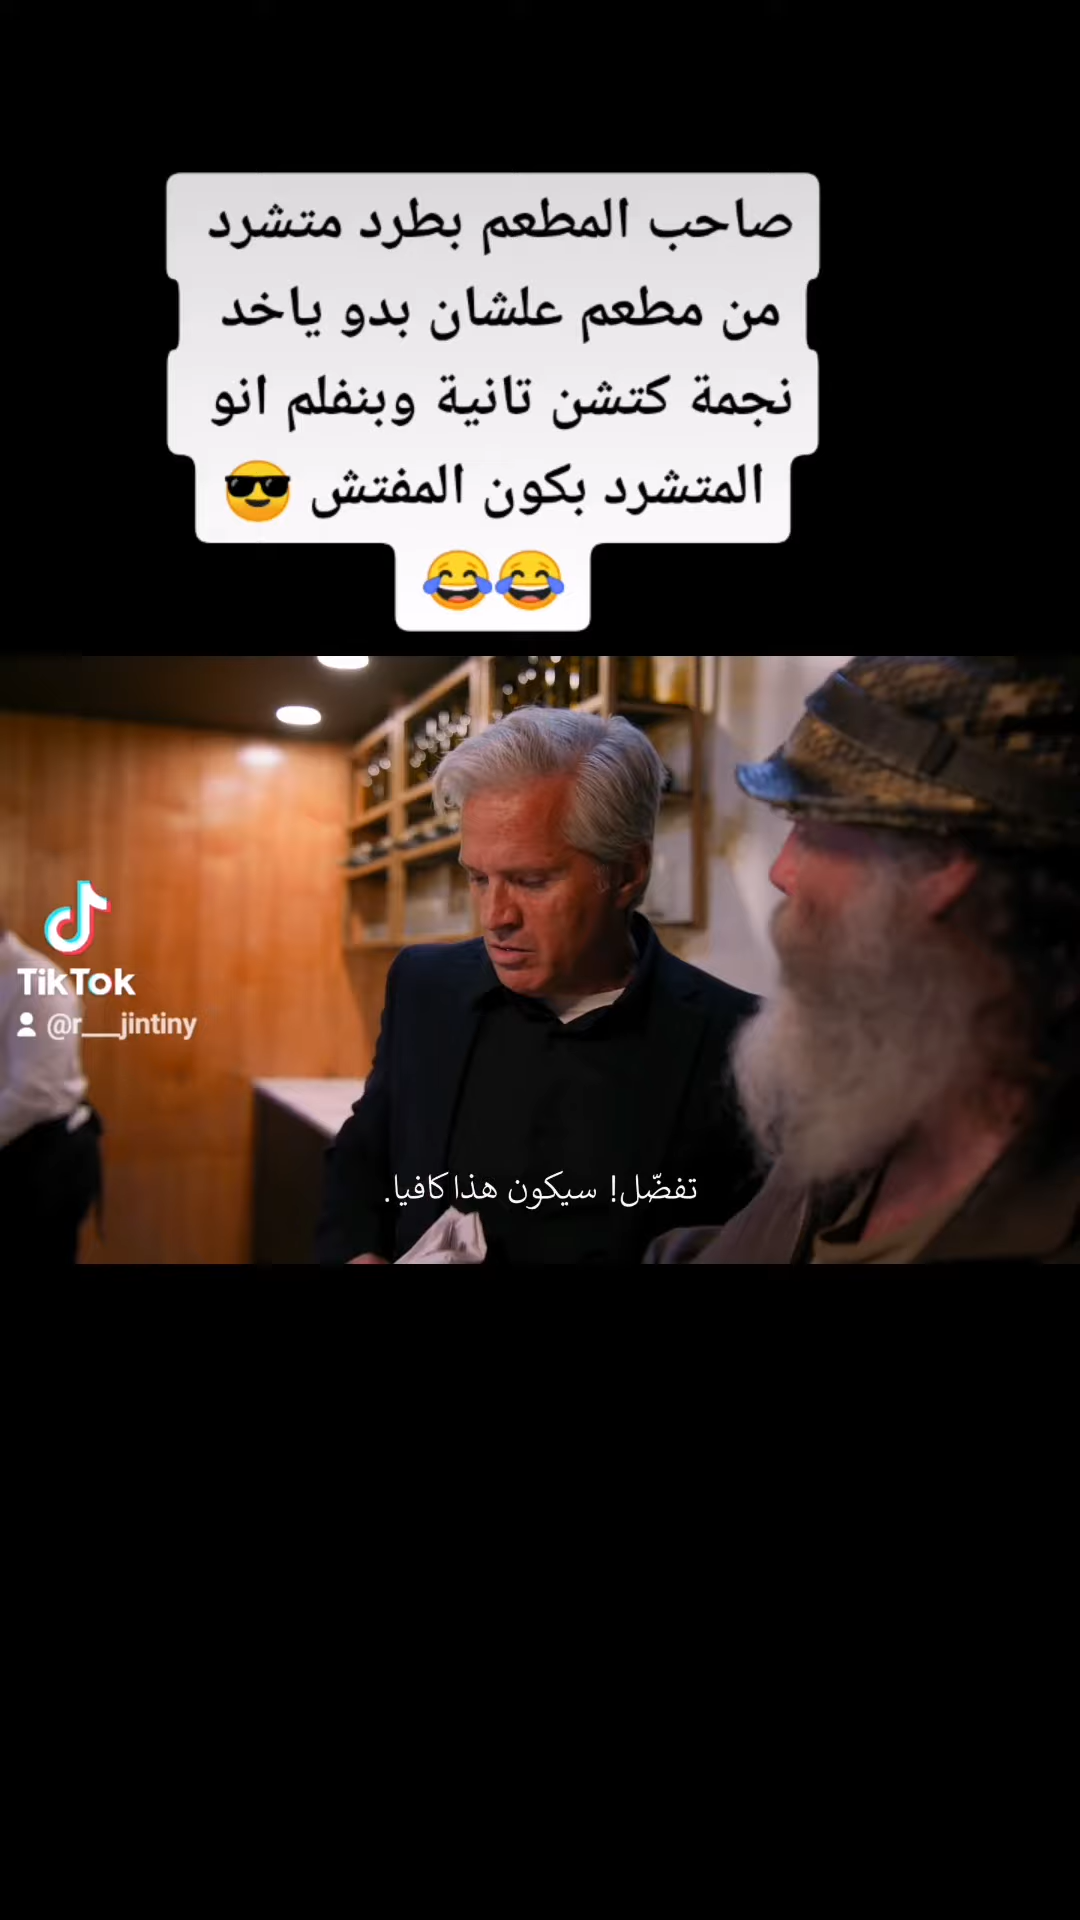 صاحب المطعم بطرد متشرد
من مطعم علشان بدو ياخد
نجمة كتشن تانية وبنفلم انو
المتشرد بكون المفتش 😎
😂😂
TikTok
@r___jintiny
تفضّل! سيكون هذا كافيا.